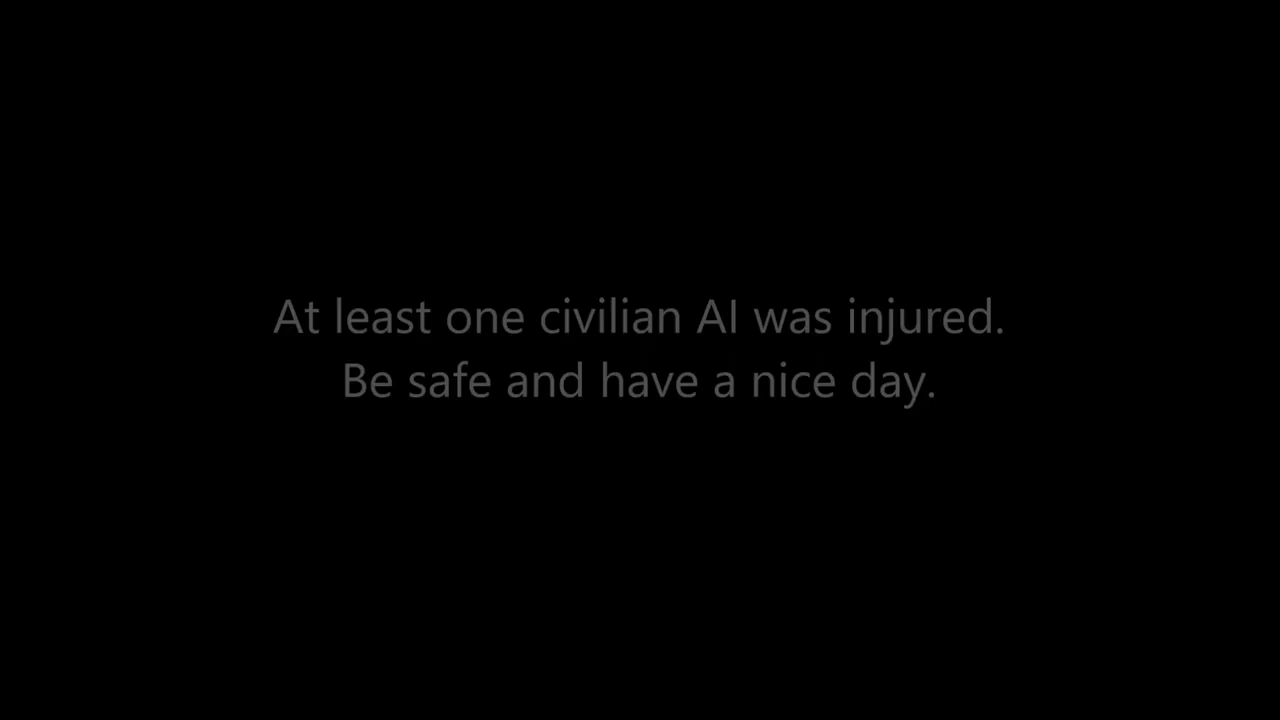 At least one civilian AI was injured.
Be safe and have a nice day.